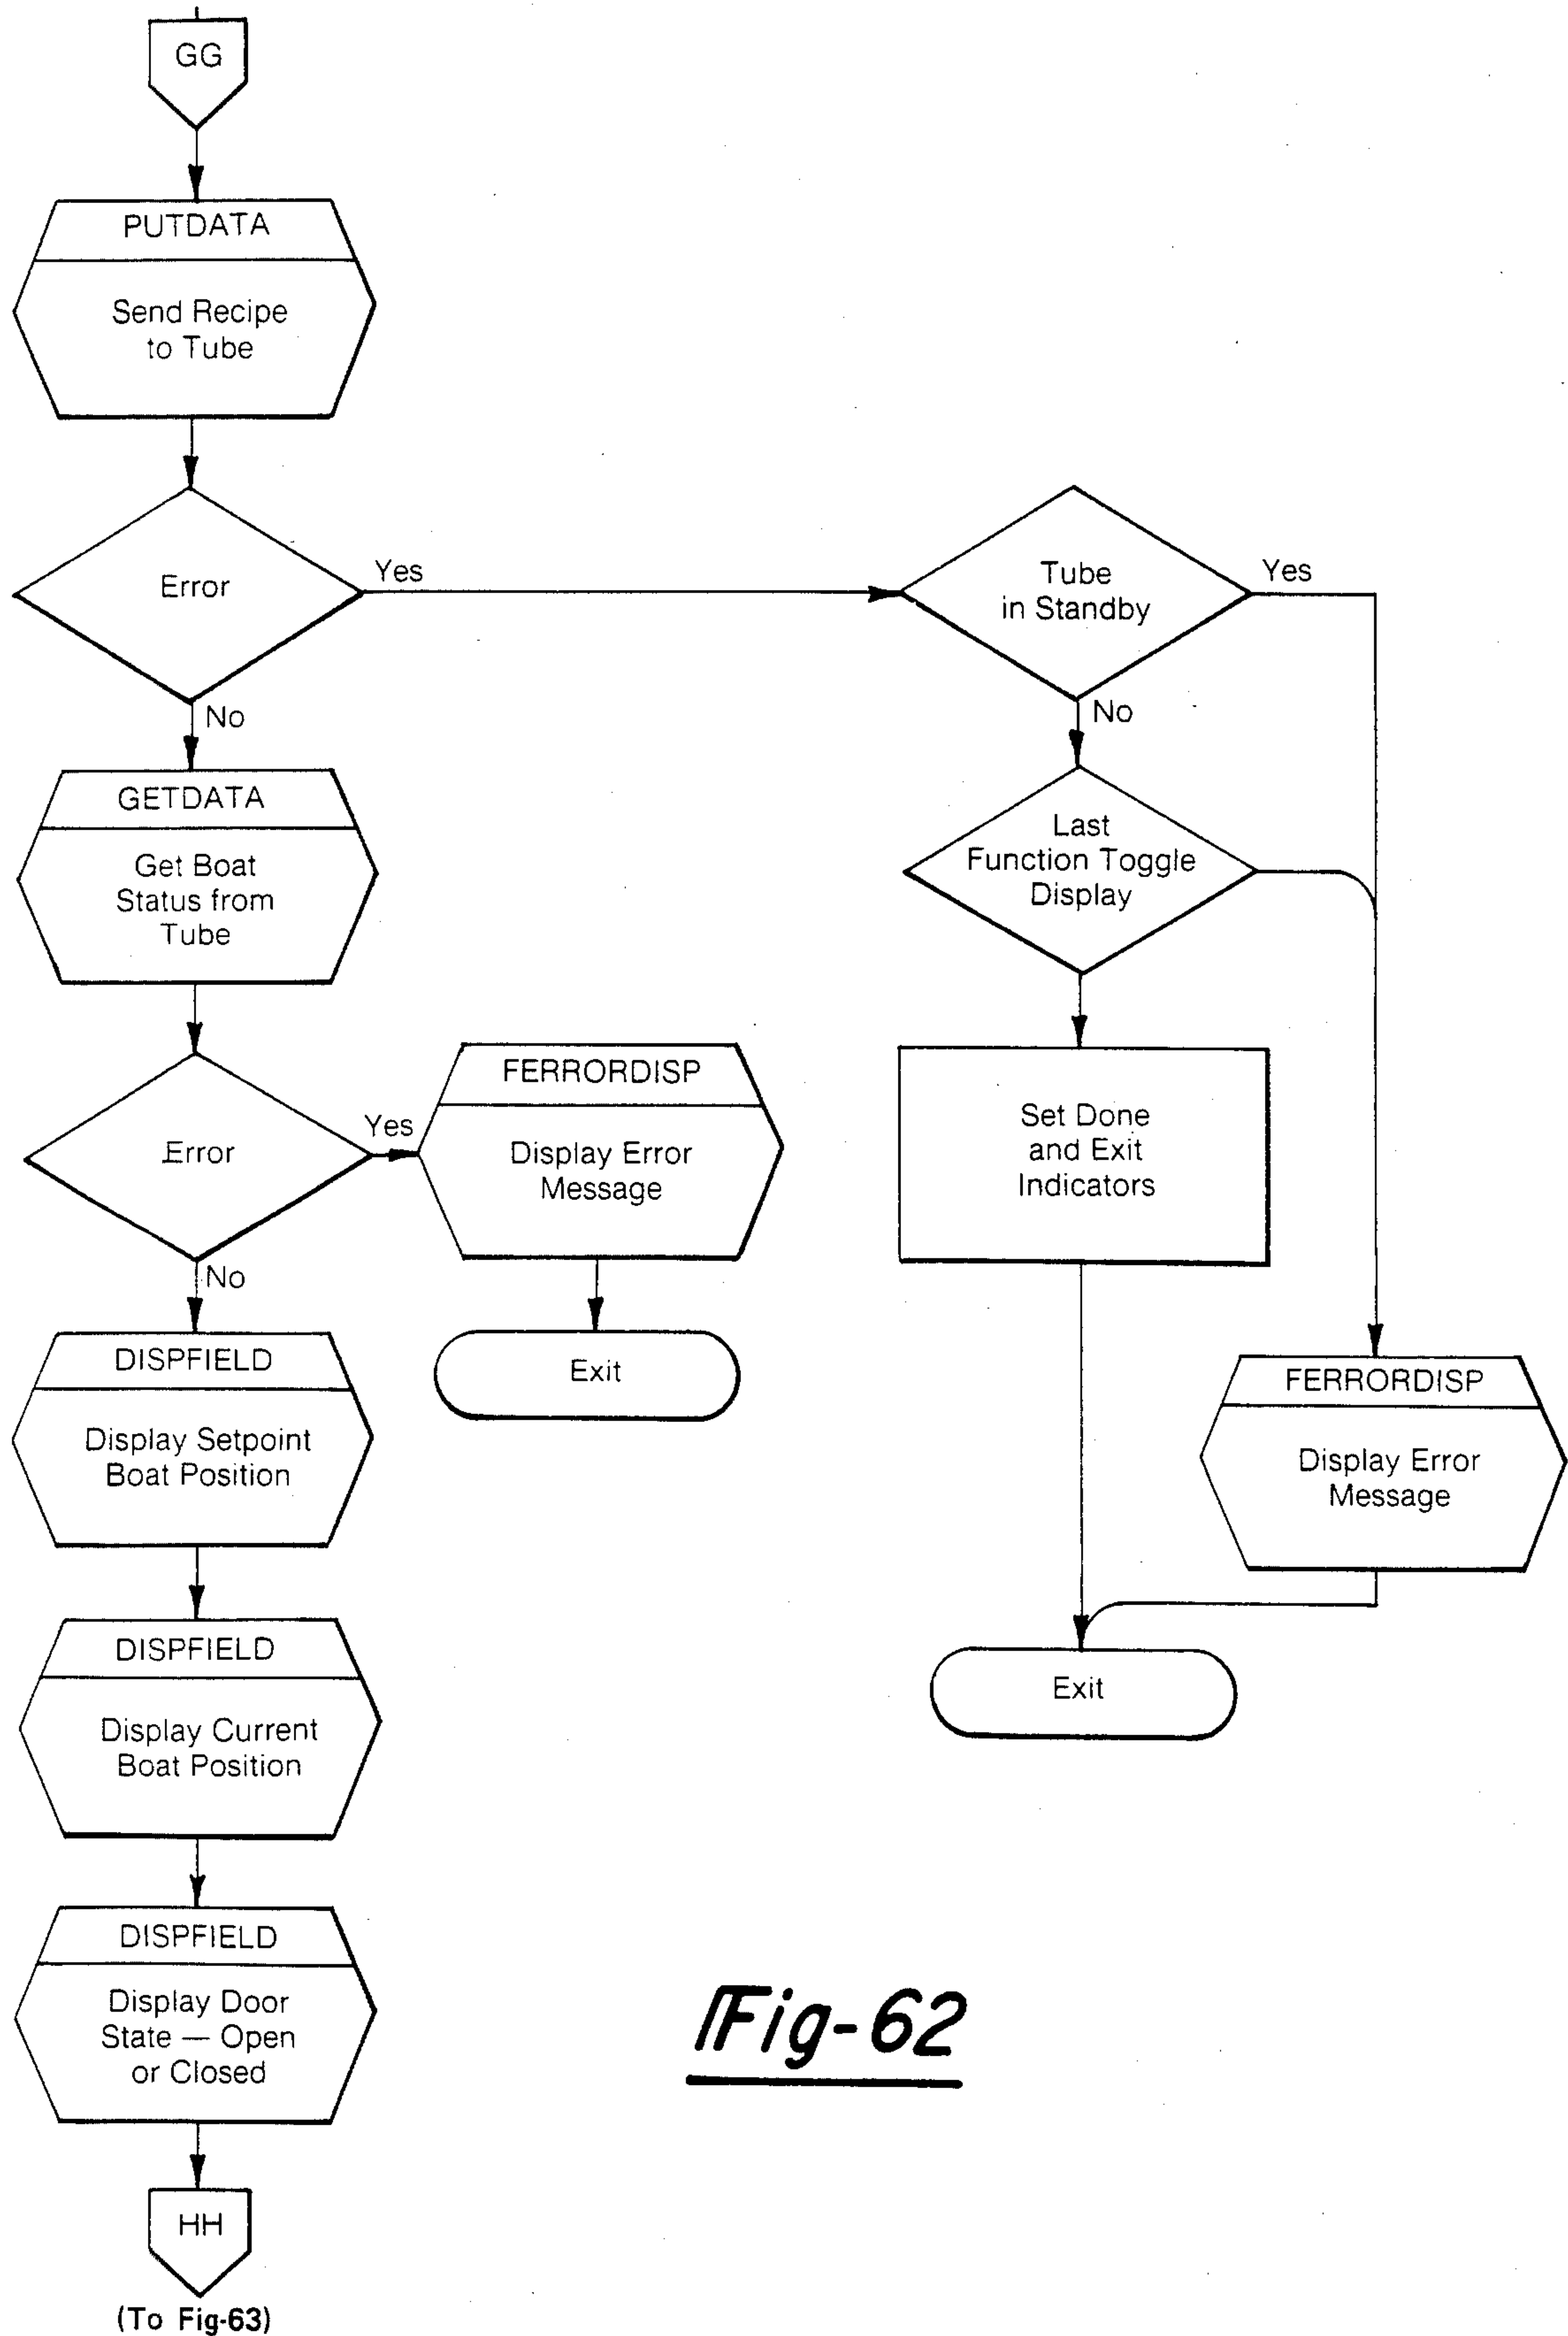 GG
PUTDATA
Send Recipe
to Tube
Error
Yes
Tube
in Standby
Yes
No
No
GETDATA
Get Boat
Status from
Tube
Last
Function Toggle
Display
Error
Yes
FERRORDISP
Display Error
Message
Set Done
and Exit
Indicators
No
DISPFIELD
Display Setpoint
Boat Position
Exit
FERRORDISP
Display Error
Message
DISPFIELD
Display Current
Boat Position
Exit
DISPFIELD
Display Door
State — Open
or Closed
Fig-62
HH
(To Fig-63)